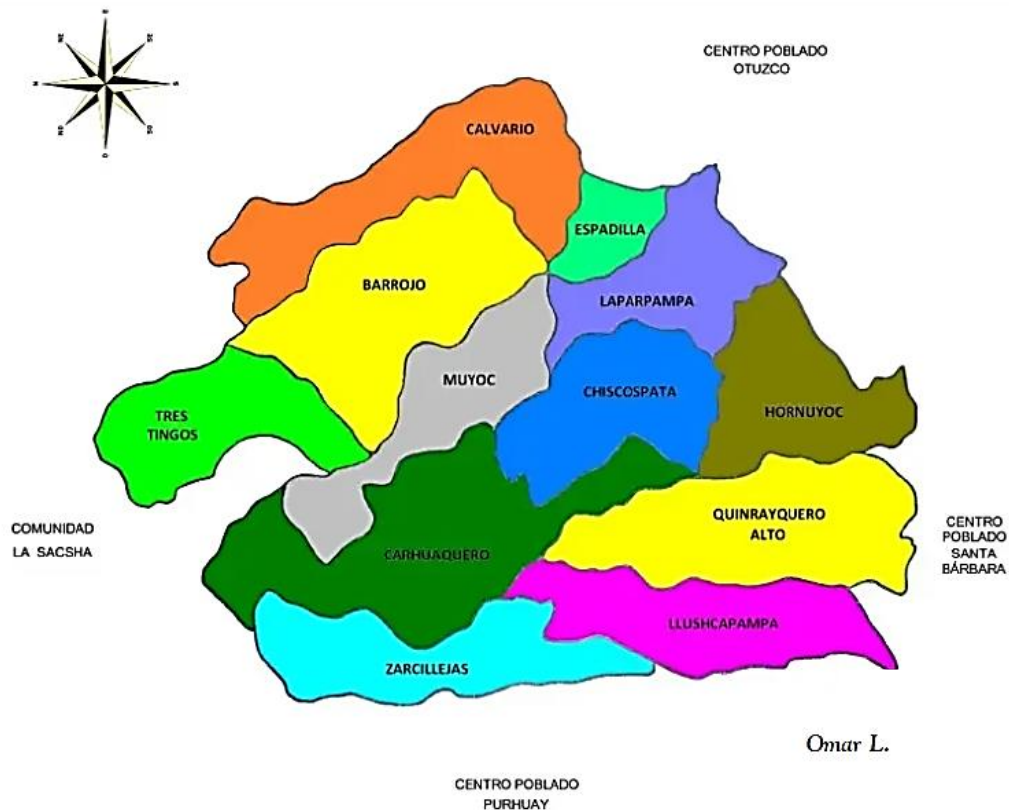 CENTRO POBLADO
OTUZCO
CALVARIO
ESPADILLA
BARROJO
LAPARPAMPA
MUYOC
CHISCOSPATA
TRES
TINGOS
HORNUYOC
QUINRAYQUERO
ALTO
COMUNIDAD
LA SACSHA
CENTRO
POBLADO
SANTA
BÁRBARA
CARHUAQUERO
LLUSHCAPAMPA
ZARCILLEJAS
Omar L.
CENTRO POBLADO
PURHUAY